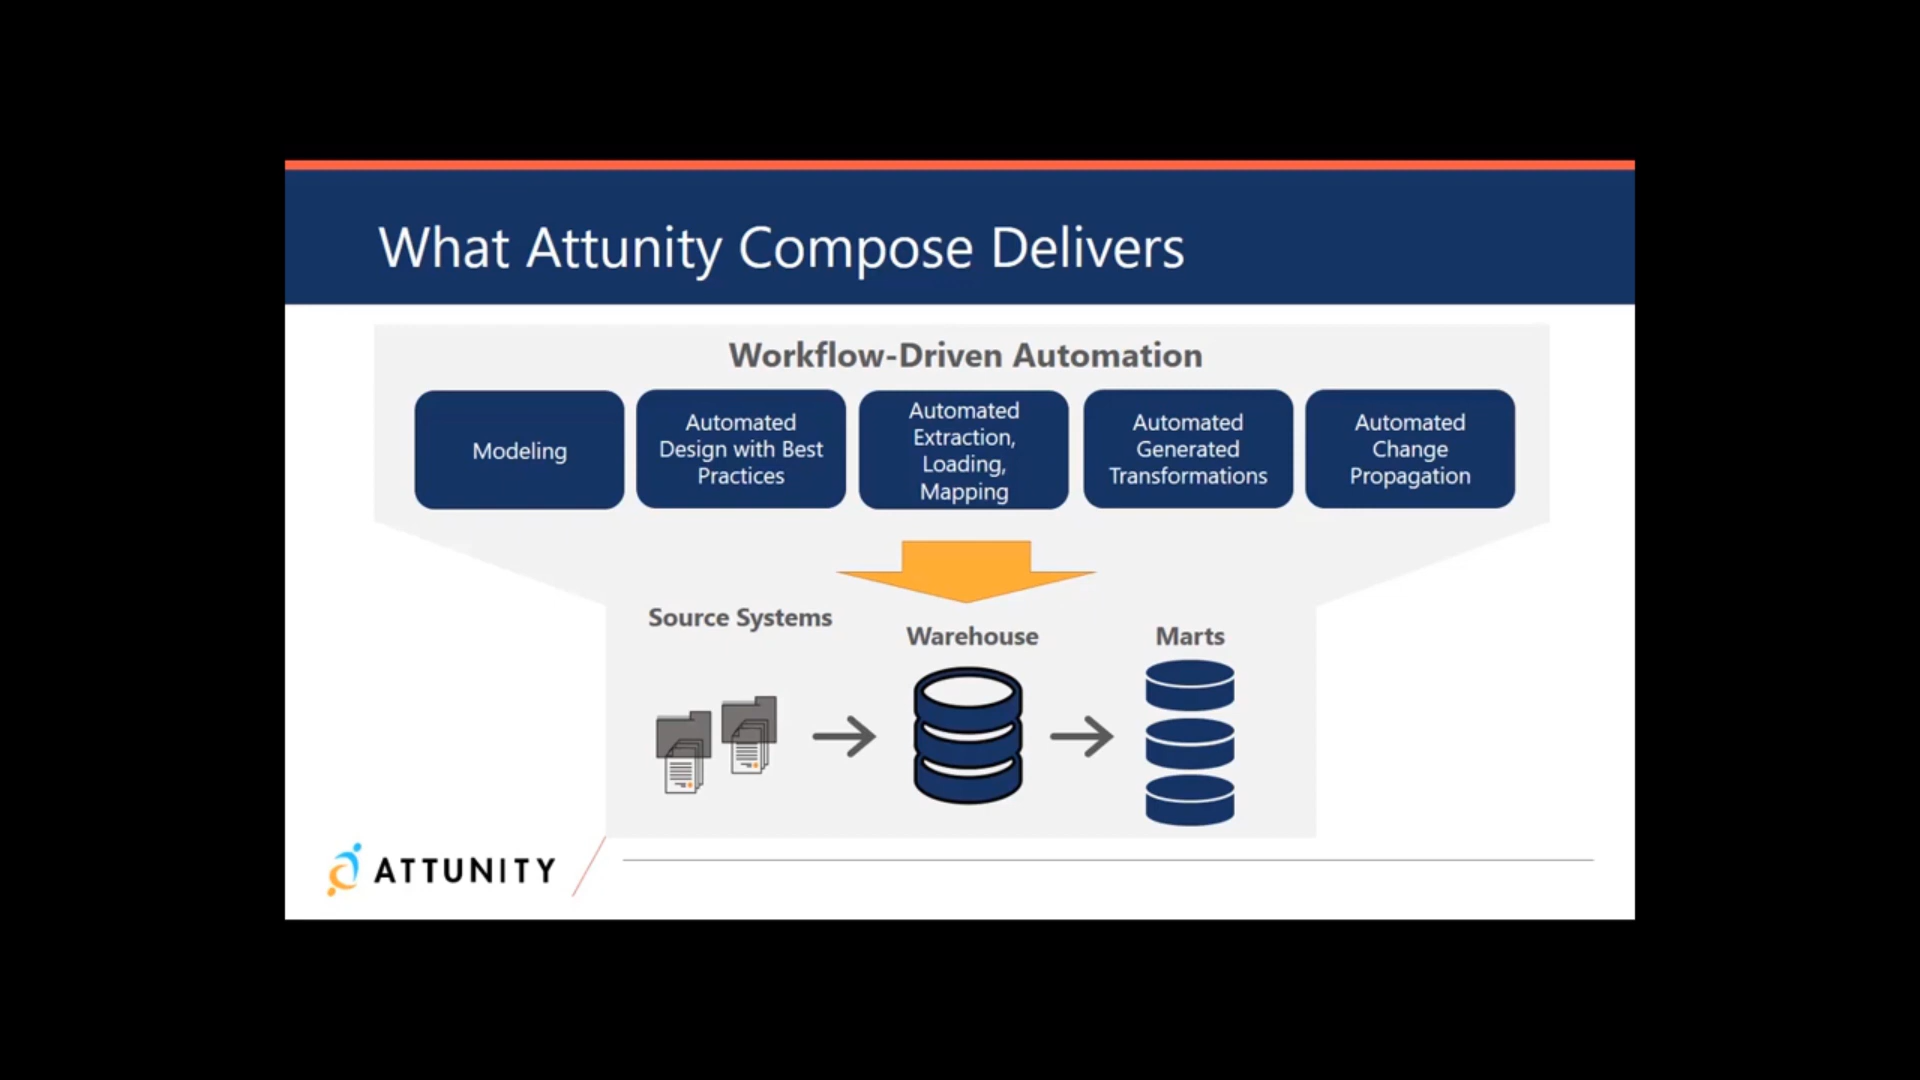 What Attunity Compose Delivers
Workflow-Driven Automation
Modeling
Automated
Design with Best
Practices
Automated
Extraction,
Loading,
Mapping
Automated
Generated
Transformations
Automated
Change
Propagation
Source Systems
Warehouse
Marts
ATTUNITY